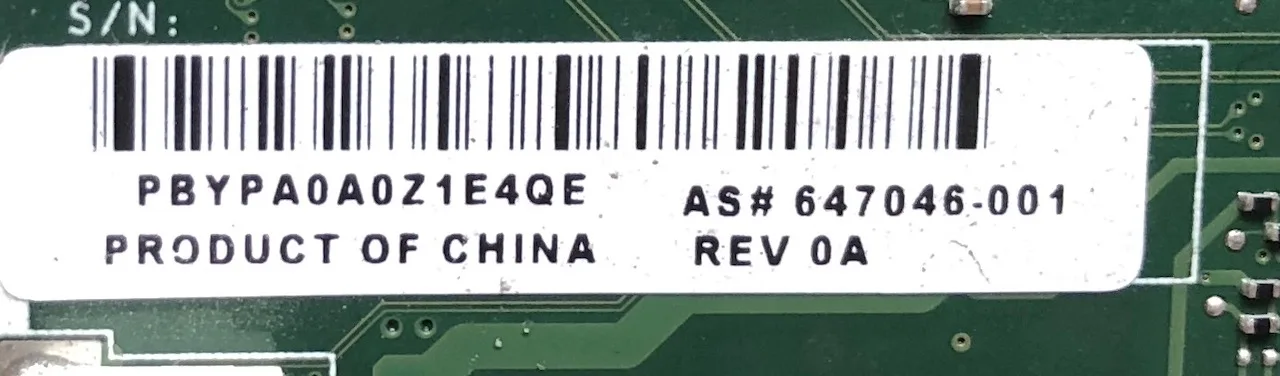 S/N:
PBYPA0A0Z1E4QE
AS# 647046-001
PRODUCT OF CHINA
REV 0A